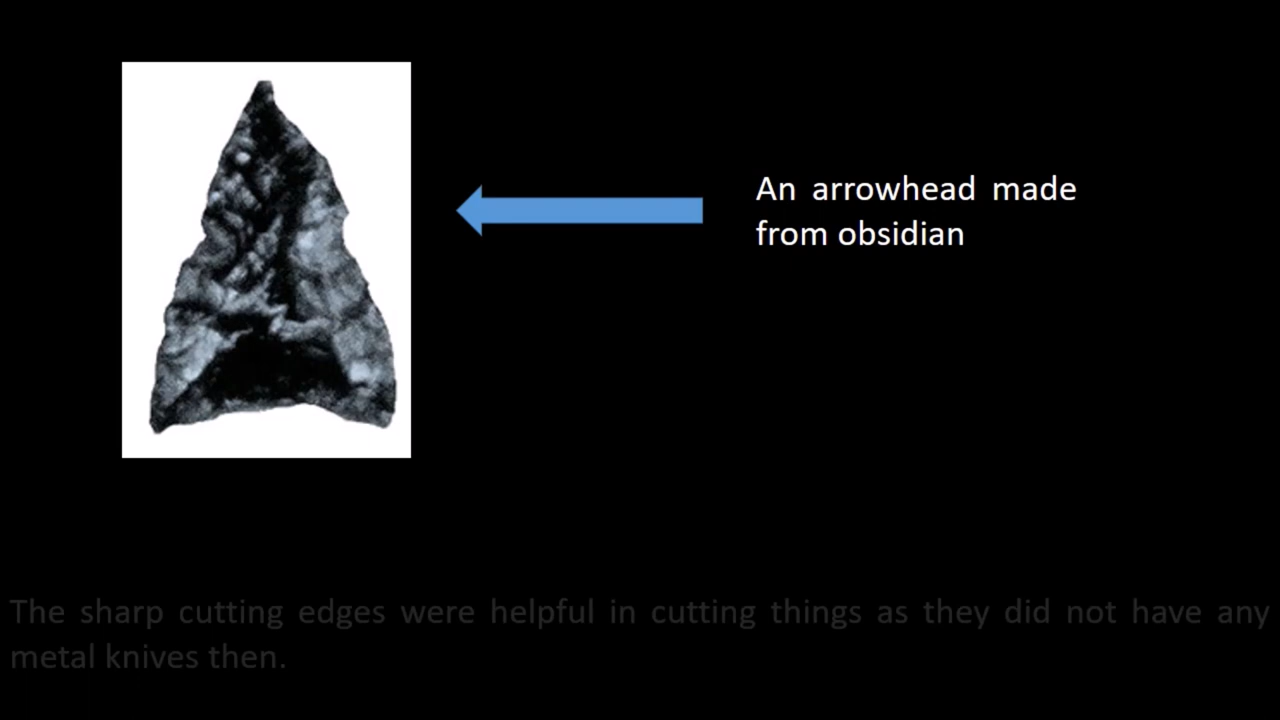 An arrowhead made
from obsidian
The sharp cutting edges were helpful in cutting things as they did not have any
metal knives then.